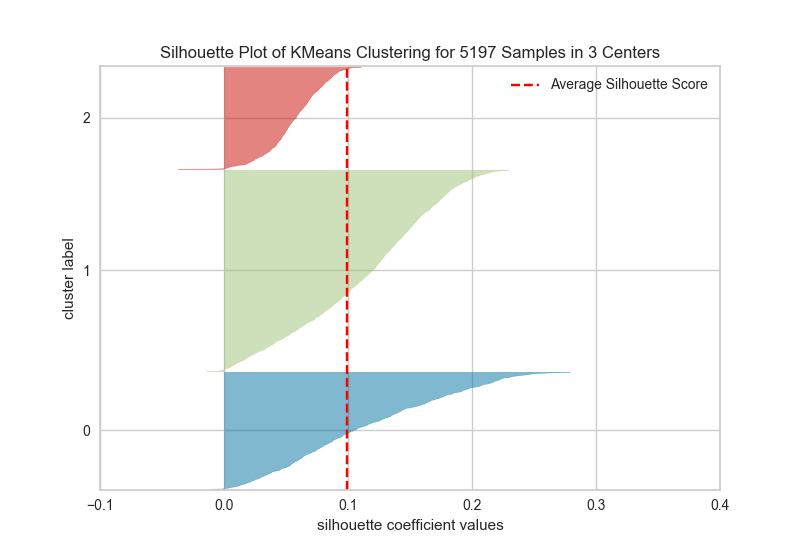 Silhouette Plot of KMeans Clustering for 5197 Samples in 3 Centers
Average Silhouette Score
2
1
0
cluster label
−0.1 0.0 0.1 0.2 0.3 0.4
silhouette coefficient values